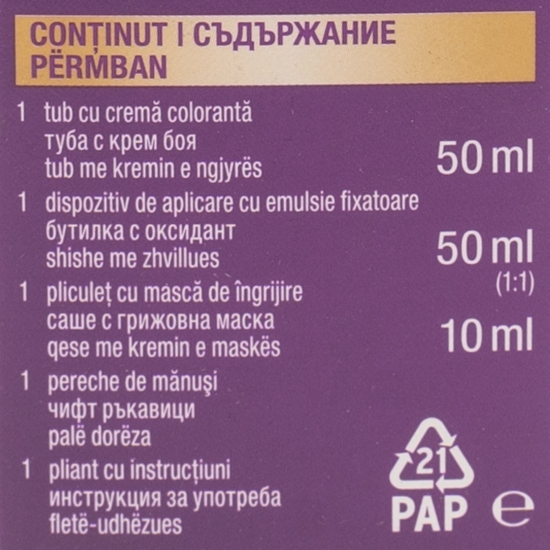 CONȚINUT | СЪДЪРЖАНИЕ
PËRMBAN
1 tub cu cremă colorantă
туба с крем боя
tub me kremin e ngjyrës 50 ml
1 dispozitiv de aplicare cu emulsie fixatoare
бутилка с оксидант
shishe me zhvillues 50 ml
(1:1)
1 pliculeț cu mască de îngrijire
саше с грижовна маска
qese me kremin e maskës 10 ml
1 pereche de mănuşi
чифт ръкавици
palë dorëza
1 pliant cu instrucțiuni
инструкция за употреба
fletë-udhëzues
21
PAP ℮